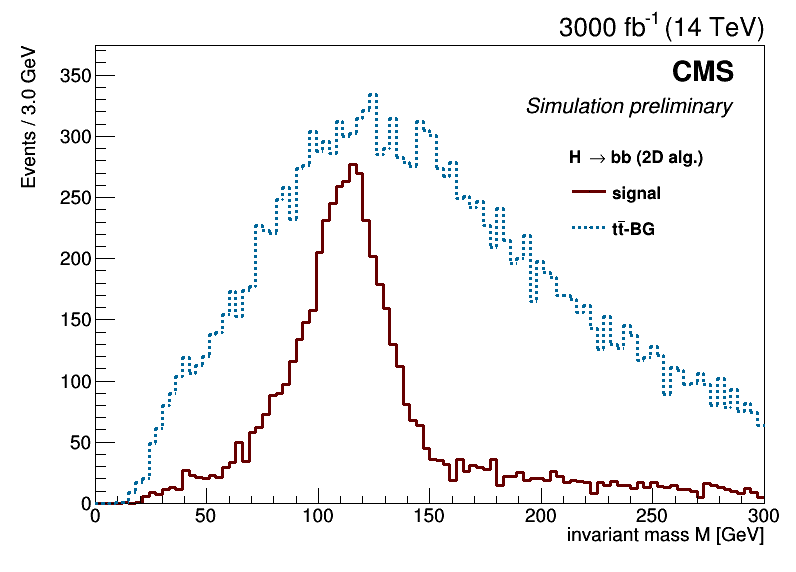 3000 fb⁻¹ (14 TeV)
CMS
Simulation preliminary
H → bb (2D alg.)
signal
tt̄-BG
Events / 3.0 GeV
350
300
250
200
150
100
50
0
0 50 100 150 200 250 300
invariant mass M [GeV]